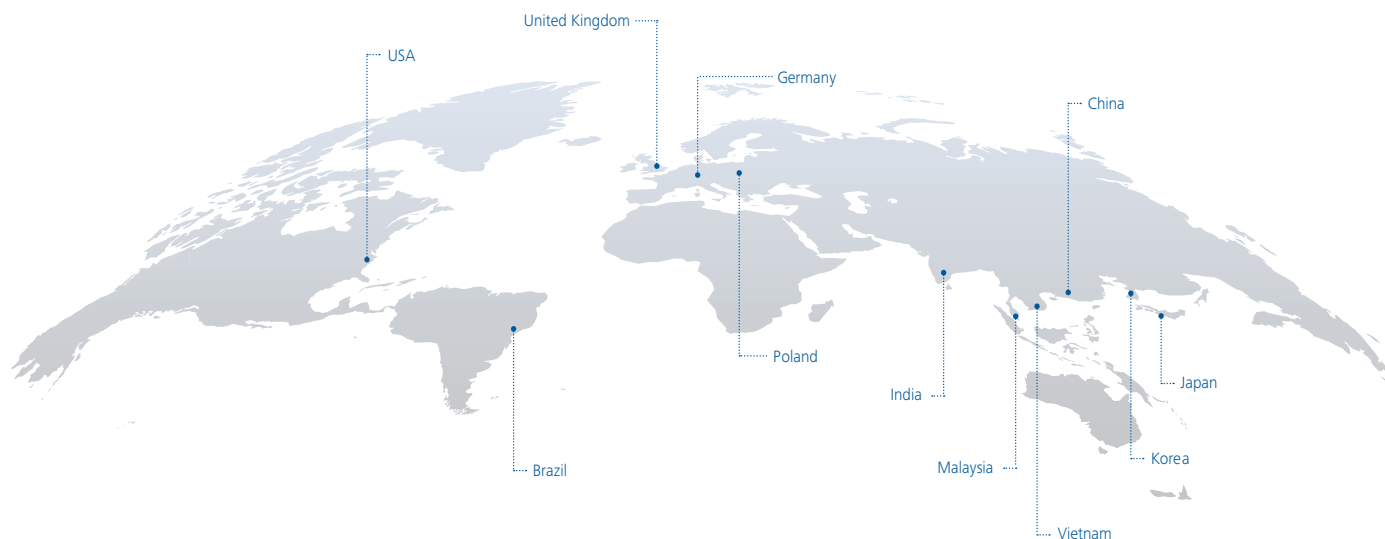 United Kingdom
USA
Germany
China
Poland
India
Japan
Korea
Malaysia
Brazil
Vietnam